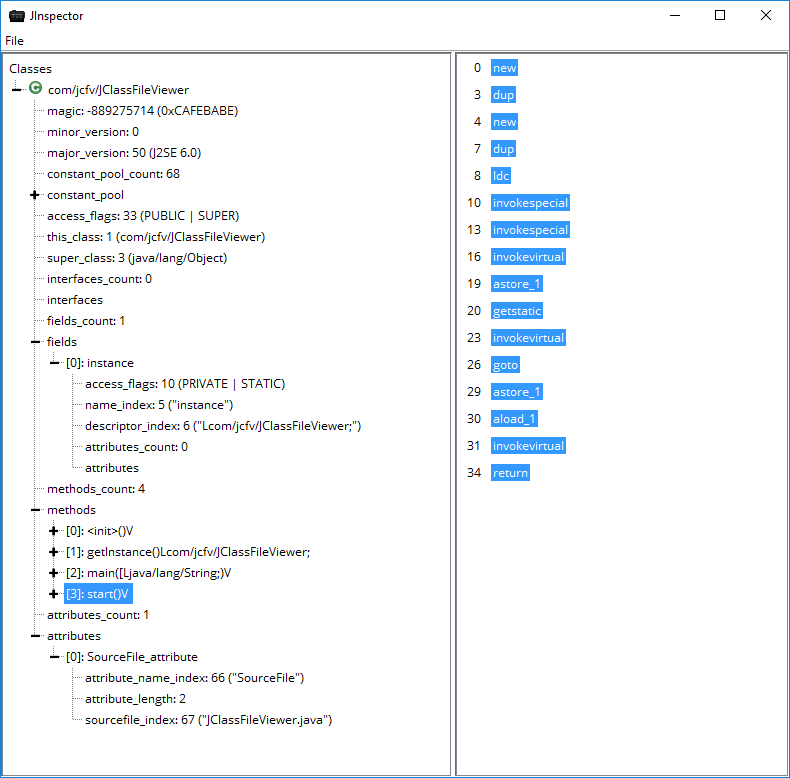 JInspector
File
Classes
com/jcfv/JClassFileViewer
magic: -889275714 (0xCAFEBABE)
minor_version: 0
major_version: 50 (J2SE 6.0)
constant_pool_count: 68
constant_pool
access_flags: 33 (PUBLIC | SUPER)
this_class: 1 (com/jcfv/JClassFileViewer)
super_class: 3 (java/lang/Object)
interfaces_count: 0
interfaces
fields_count: 1
fields
[0]: instance
access_flags: 10 (PRIVATE | STATIC)
name_index: 5 ("instance")
descriptor_index: 6 ("Lcom/jcfv/JClassFileViewer;")
attributes_count: 0
attributes
methods_count: 4
methods
[0]: <init>()V
[1]: getInstance()Lcom/jcfv/JClassFileViewer;
[2]: main([Ljava/lang/String;)V
[3]: start()V
attributes_count: 1
attributes
[0]: SourceFile_attribute
attribute_name_index: 66 ("SourceFile")
attribute_length: 2
sourcefile_index: 67 ("JClassFileViewer.java")
0 new
3 dup
4 new
7 dup
8 ldc
10 invokespecial
13 invokespecial
16 invokevirtual
19 astore_1
20 getstatic
23 invokevirtual
26 goto
29 astore_1
30 aload_1
31 invokevirtual
34 return